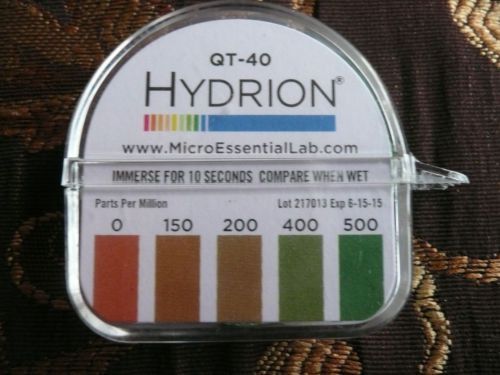 QT-40
HYDRION®
www.MicroEssentialLab.com
IMMERSE FOR 10 SECONDS COMPARE WHEN WET
Parts Per Million Lot 217013 Exp 6-15-15
0 150 200 400 500